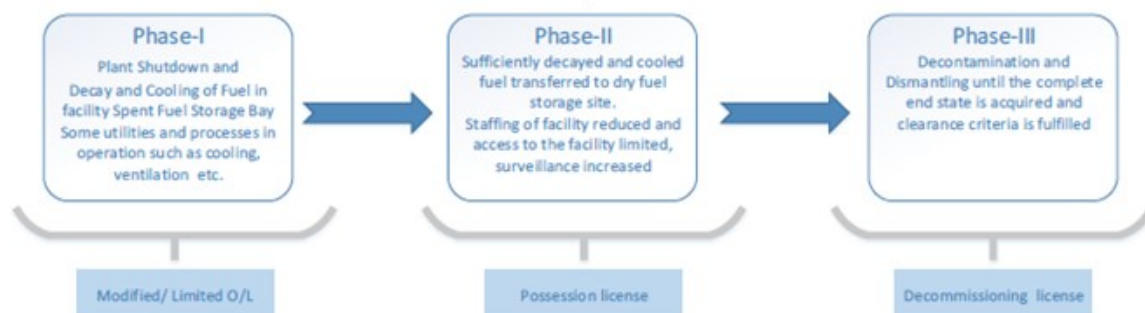 Phase-I
Plant Shutdown and
Decay and Cooling of Fuel in
facility Spent Fuel Storage Bay
Some utilities and processes in
operation such as cooling,
ventilation etc.
Phase-II
Sufficiently decayed and cooled
fuel transferred to dry fuel
storage site.
Staffing of facility reduced and
access to the facility limited,
surveillance increased
Phase-III
Decontamination and
Dismantling until the complete
end state is acquired and
clearance criteria is fulfilled
Modified/ Limited O/L
Possession license
Decommissioning license